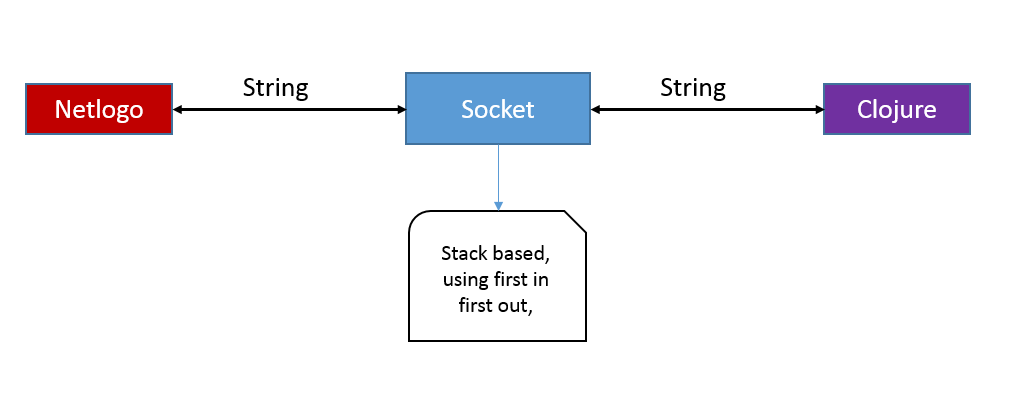 Netlogo
String
Socket
String
Clojure
Stack based,
using first in
first out,